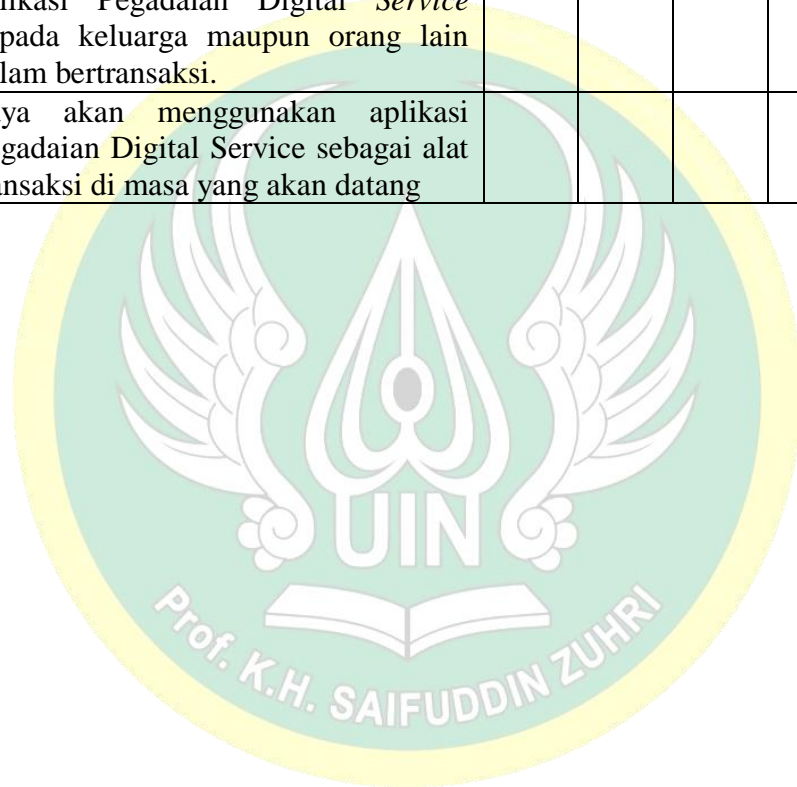 likasi Pegadaian Digital Service
pada keluarga maupun orang lain
lam bertransaksi.
ya akan menggunakan aplikasi
gadaian Digital Service sebagai alat
ansaksi di masa yang akan datang
UIN
Prof. K.H. SAIFUDDIN ZUHRI